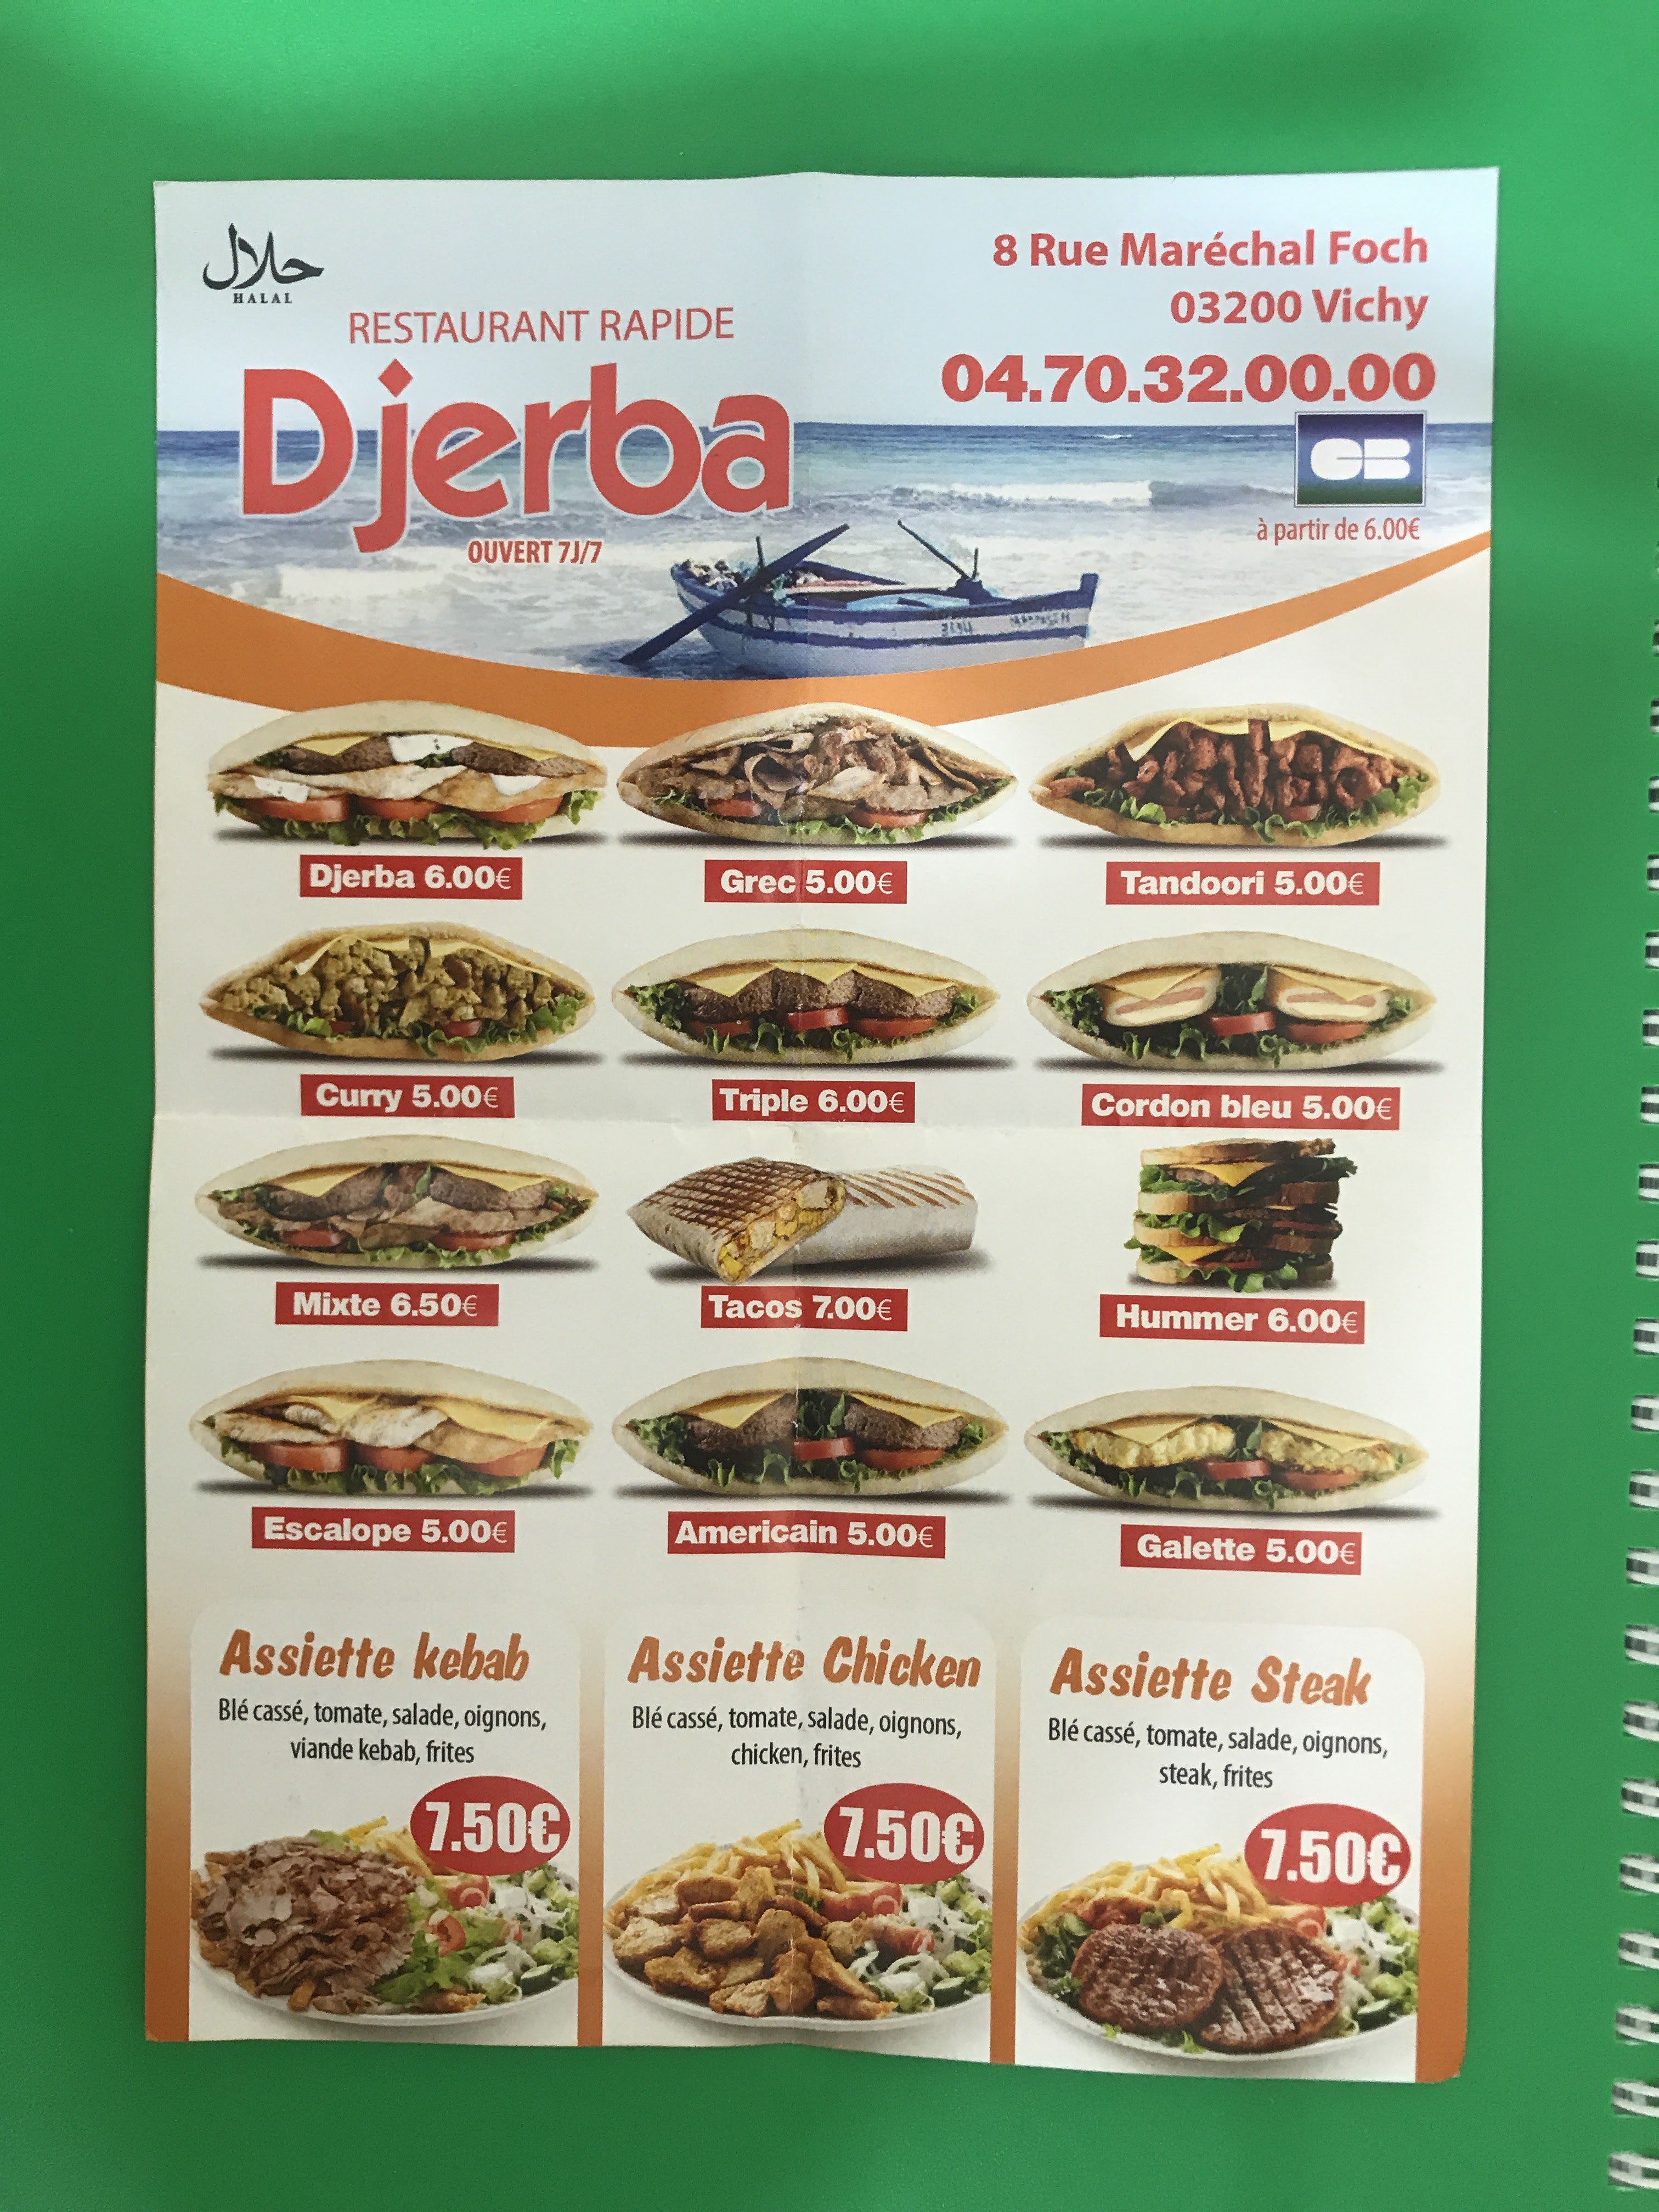 حلال
HALAL
RESTAURANT RAPIDE
Djerba
OUVERT 7J/7
8 Rue Maréchal Foch
03200 Vichy
04.70.32.00.00
CB
à partir de 6.00€
Djerba 6.00€
Grec 5.00€
Tandoori 5.00€
Curry 5.00€
Triple 6.00€
Cordon bleu 5.00€
Mixte 6.50€
Tacos 7.00€
Hummer 6.00€
Escalope 5.00€
Americain 5.00€
Galette 5.00€
Assiette kebab
Blé cassé, tomate, salade, oignons,
viande kebab, frites
7.50€
Assiette Chicken
Blé cassé, tomate, salade, oignons,
chicken, frites
7.50€
Assiette Steak
Blé cassé, tomate, salade, oignons,
steak, frites
7.50€